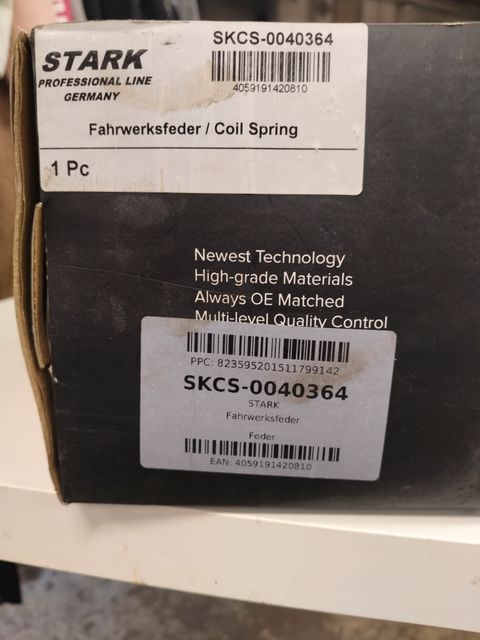 STARK
PROFESSIONAL LINE
GERMANY
SKCS-0040364
4059191420810
Fahrwerksfeder / Coil Spring
1 Pc
Newest Technology
High-grade Materials
Always OE Matched
Multi-level Quality Control
PPC: 823595201511799142
SKCS-0040364
STARK
Fahrwerksfeder
Feder
EAN: 4059191420810